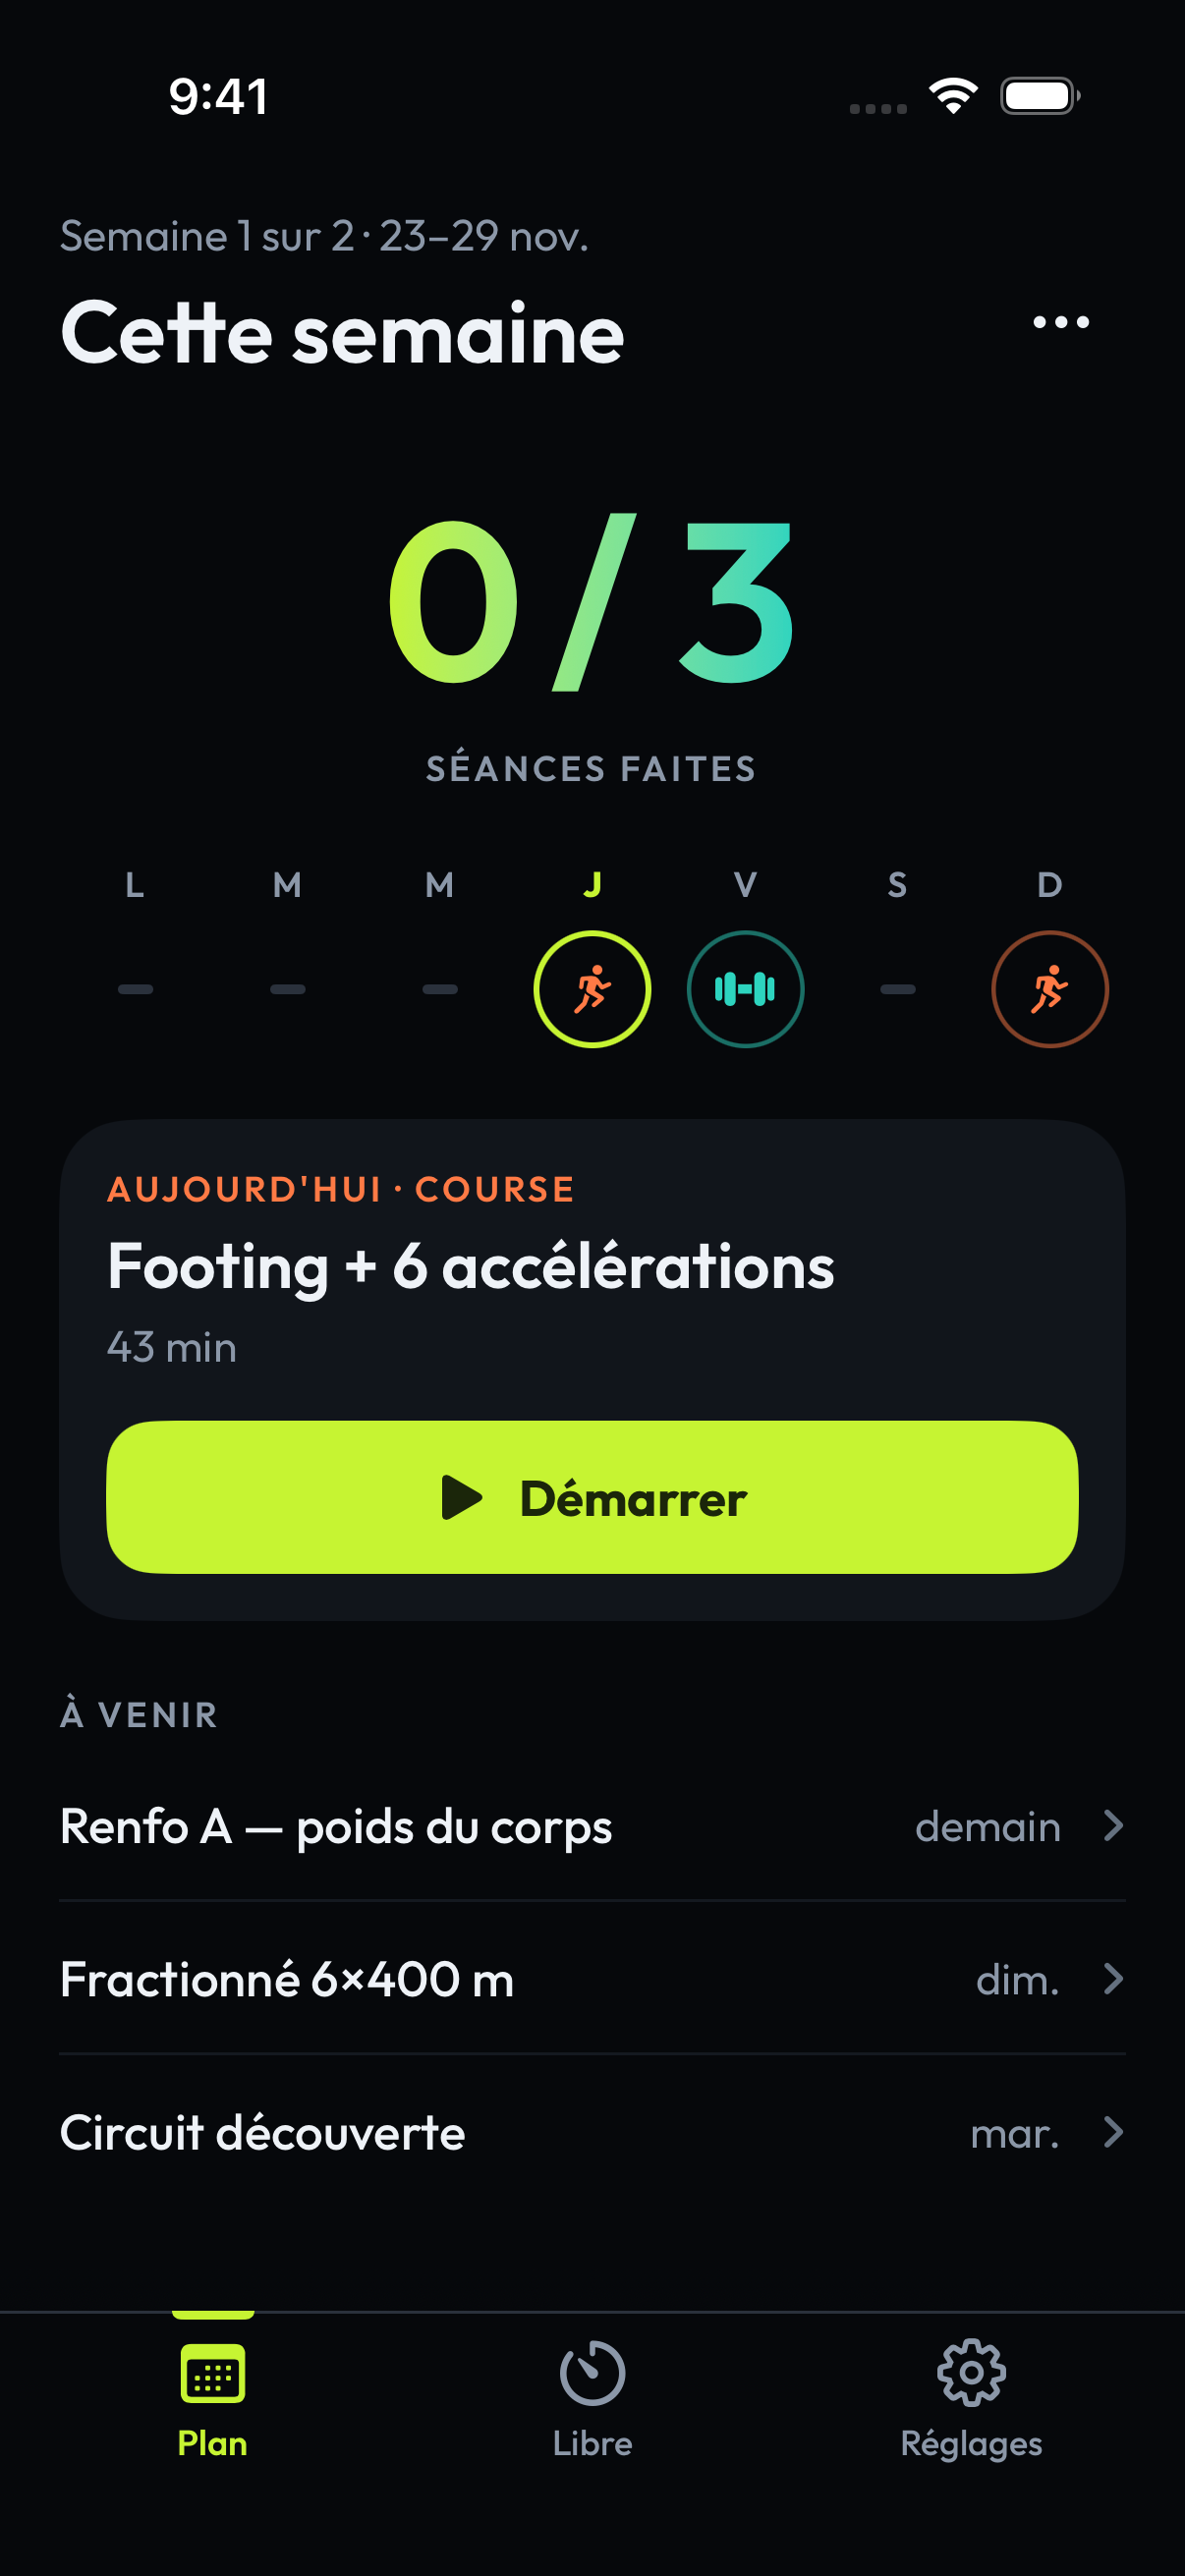 9:41
Semaine 1 sur 2 · 23–29 nov.
Cette semaine
0/3
SÉANCES FAITES
L M M J V S D
AUJOURD'HUI · COURSE
Footing + 6 accélérations
43 min
Démarrer
À VENIR
Renfo A — poids du corps demain
Fractionné 6×400 m dim.
Circuit découverte mar.
Plan Libre Réglages